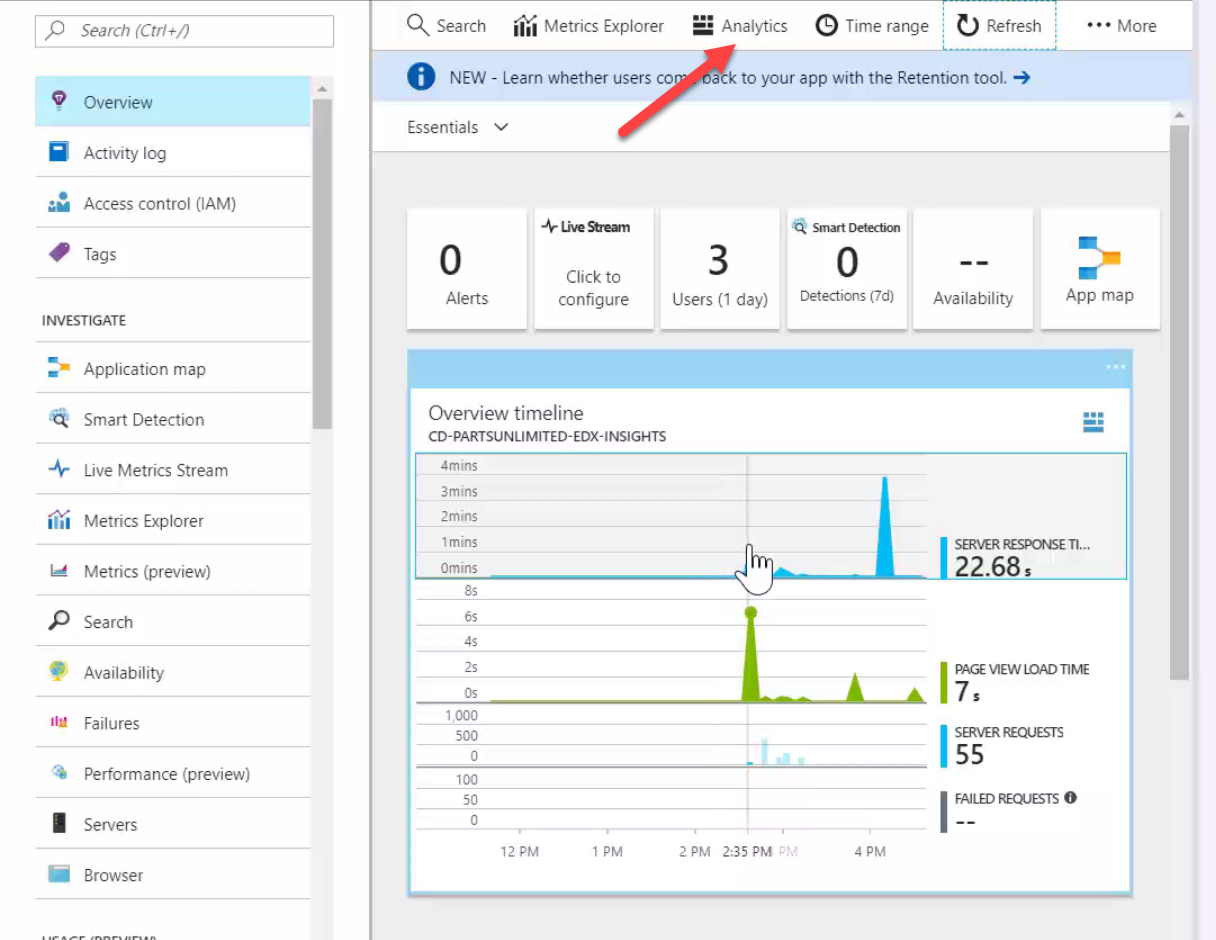 Search (Ctrl+/)
Overview
Activity log
Access control (IAM)
Tags
INVESTIGATE
Application map
Smart Detection
Live Metrics Stream
Metrics Explorer
Metrics (preview)
Search
Availability
Failures
Performance (preview)
Servers
Browser
USAGE (PREVIEW)
Search Metrics Explorer Analytics Time range Refresh ••• More
NEW - Learn whether users come back to your app with the Retention tool. →
Essentials
0
Alerts
Live Stream
Click to
configure
3
Users (1 day)
Smart Detection
0
Detections (7d)
--
Availability
App map
Overview timeline
CD-PARTSUNLIMITED-EDX-INSIGHTS
4mins
3mins
2mins
1mins
0mins
SERVER RESPONSE TI...
22.68 s
8s
6s
4s
2s
0s
PAGE VIEW LOAD TIME
7 s
1,000
500
0
SERVER REQUESTS
55
100
50
0
FAILED REQUESTS
--
12 PM 1 PM 2 PM 2:35 PM PM 4 PM